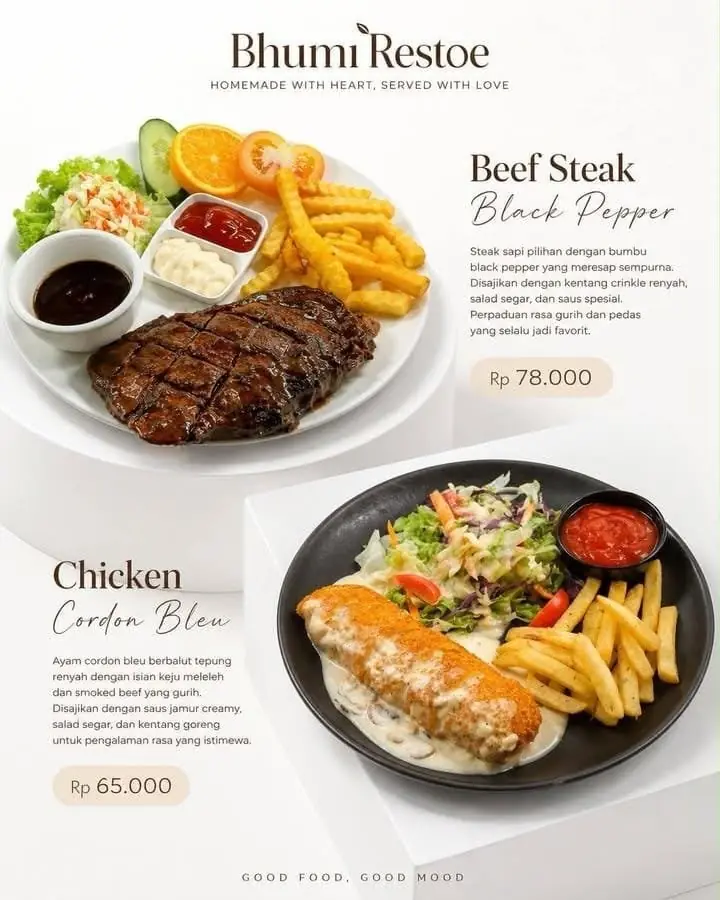 Bhumi Restoe
HOMEMADE WITH HEART, SERVED WITH LOVE
Beef Steak
Black Pepper
Steak sapi pilihan dengan bumbu
black pepper yang meresap sempurna.
Disajikan dengan kentang crinkle renyah,
salad segar, dan saus spesial.
Perpaduan rasa gurih dan pedas
yang selalu jadi favorit.
Rp 78.000
Chicken
Cordon Bleu
Ayam cordon bleu berbalut tepung
renyah dengan isian keju meleleh
dan smoked beef yang gurih.
Disajikan dengan saus jamur creamy,
salad segar, dan kentang goreng
untuk pengalaman rasa yang istimewa.
Rp 65.000
GOOD FOOD, GOOD MOOD